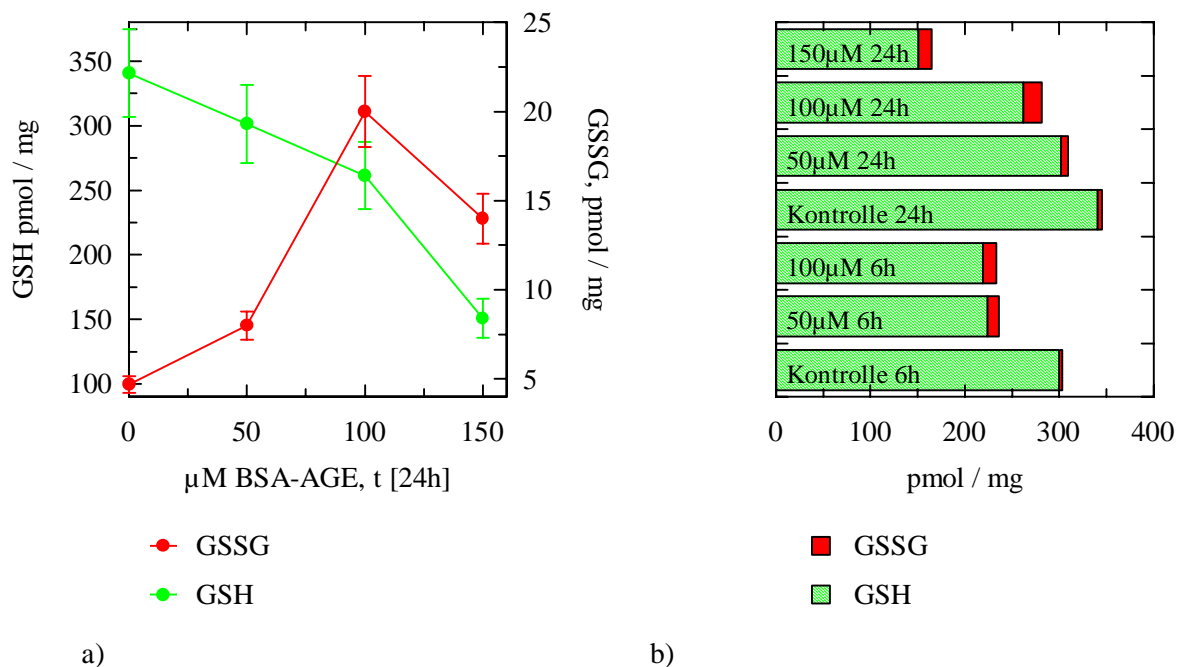 350
300
250
200
150
100
GSH pmol / mg
25
20
15
10
5
GSSG, pmol / mg
0 50 100 150
µM BSA-AGE, t [24h]
GSSG
GSH
a)
150µM 24h
100µM 24h
50µM 24h
Kontrolle 24h
100µM 6h
50µM 6h
Kontrolle 6h
0 100 200 300 400
pmol / mg
GSSG
GSH
b)